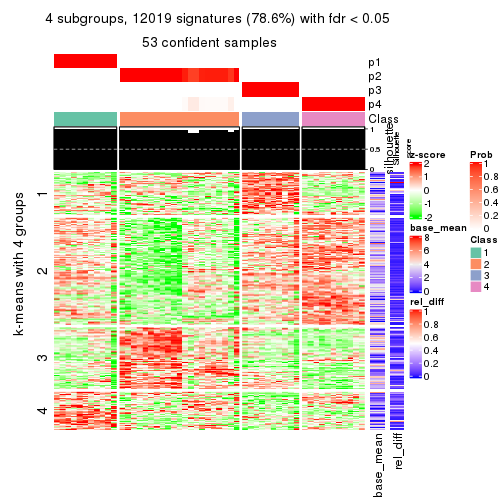 4 subgroups, 12019 signatures (78.6%) with fdr < 0.05
53 confident samples
p1
p2
p3
p4
Class
1
0.5
0
silhouette
Silhouette
score
k-means with 4 groups
1
2
3
4
base_mean
rel_diff
z-score
2
1
0
-1
-2
base_mean
8
6
4
2
0
rel_diff
1
0.8
0.6
0.4
0.2
0
Prob
1
0.8
0.6
0.4
0.2
0
Class
1
2
3
4